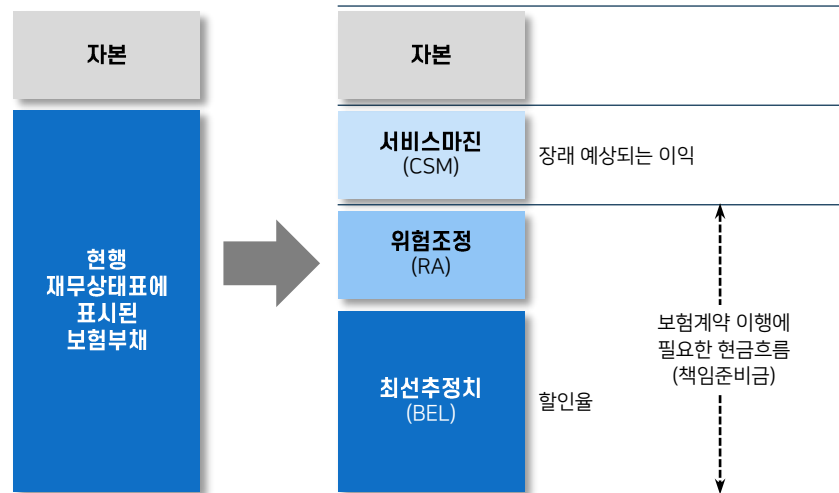 자본
현행
재무상태표에
표시된
보험부채
자본
서비스마진
(CSM)
장래 예상되는 이익
위험조정
(RA)
최선추정치
(BEL)
할인율
보험계약 이행에
필요한 현금흐름
(책임준비금)